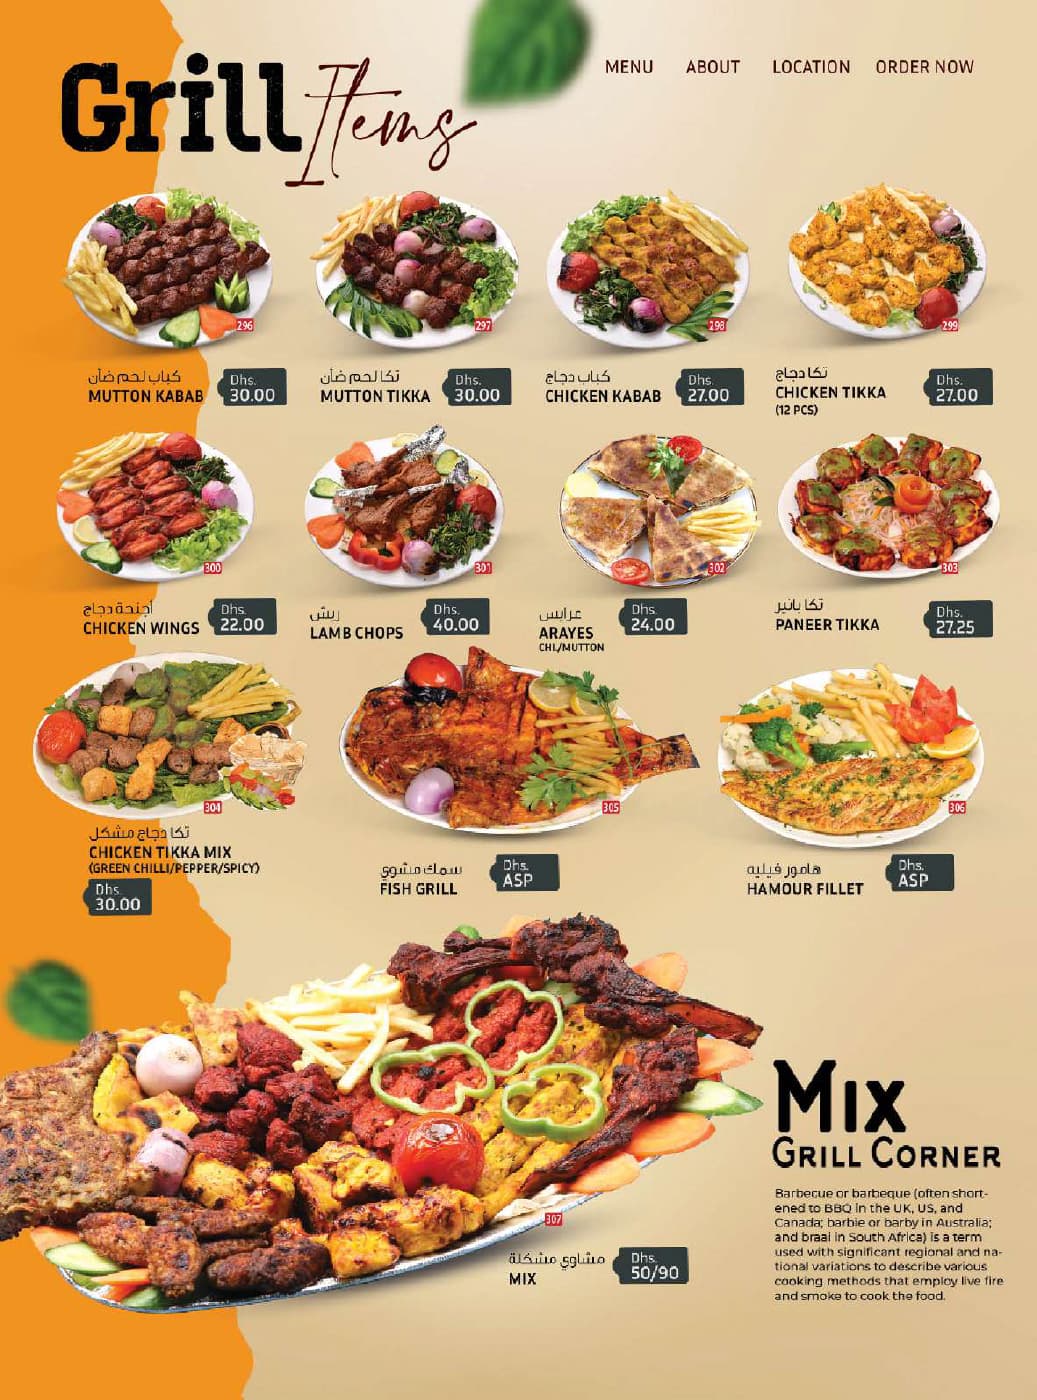 Grill Items
MENU ABOUT LOCATION ORDER NOW
296
297
298
299
كباب لحم ضأن
MUTTON KABAB
Dhs.
30.00
تكا لحم ضأن
MUTTON TIKKA
Dhs.
30.00
كباب دجاج
CHICKEN KABAB
Dhs.
27.00
تكا دجاج
CHICKEN TIKKA
(12 PCS)
Dhs.
27.00
300
301
302
303
أجنحة دجاج
CHICKEN WINGS
Dhs.
22.00
ريش
LAMB CHOPS
Dhs.
40.00
عرايس
ARAYES
CHI,/MUTTON
Dhs.
24.00
تكا بانير
PANEER TIKKA
Dhs.
27.25
304
305
306
تكا دجاج مشكل
CHICKEN TIKKA MIX
(GREEN CHILLI/PEPPER/SPICY)
Dhs.
30.00
سمك مشوي
FISH GRILL
Dhs.
ASP
هامور فيليه
HAMOUR FILLET
Dhs.
ASP
307
مشاوي مشكلة
MIX
Dhs.
50/90
MIX
GRILL CORNER
Barbecue or barbeque (often short-
ened to BBQ in the UK, US, and
Canada; barbie or barby in Australia;
and braai in South Africa) is a term
used with significant regional and na-
tional variations to describe various
cooking methods that employ live fire
and smoke to cook the food.